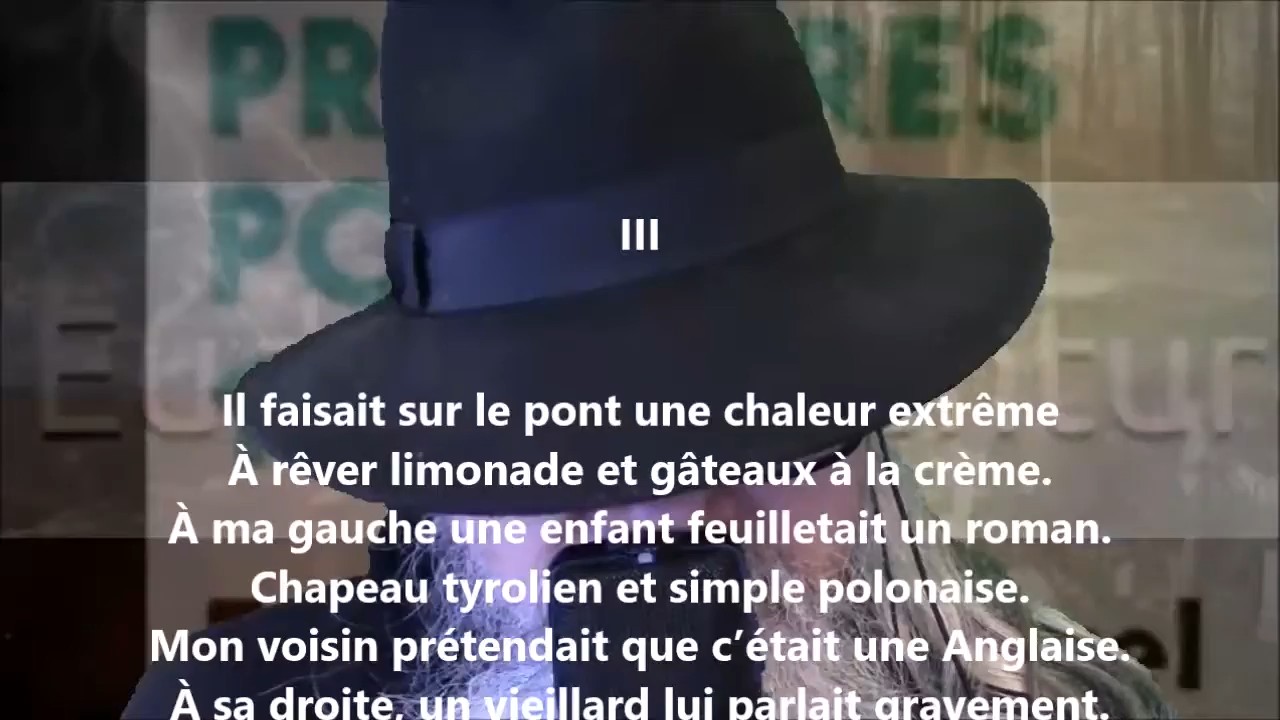 III
Il faisait sur le pont une chaleur extrême
À rêver limonade et gâteaux à la crème.
À ma gauche une enfant feuilletait un roman.
Chapeau tyrolien et simple polonaise.
Mon voisin prétendait que c’était une Anglaise.
À sa droite, un vieillard lui parlait gravement.